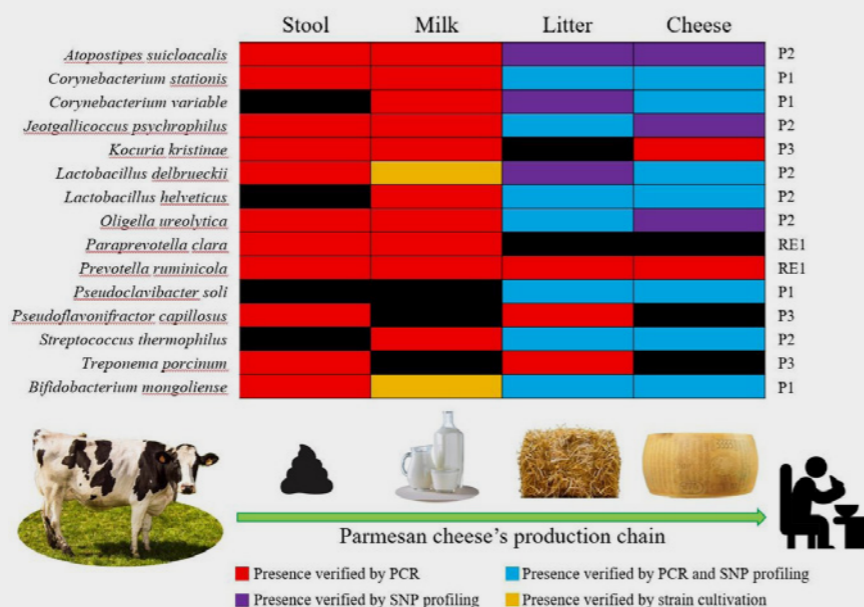 Stool Milk Litter Cheese
Atopostipes suicloacalis P2
Corynebacterium stationis P1
Corynebacterium variable P1
Jeotgallicoccus psychrophilus P2
Kocuria kristinae P3
Lactobacillus delbrueckii P2
Lactobacillus helveticus P2
Oligella ureolytica P2
Paraprevotella clara RE1
Prevotella ruminicola RE1
Pseudoclavibacter soli P1
Pseudoflavonifractor capillosus P3
Streptococcus thermophilus P2
Treponema porcinum P3
Bifidobacterium mongoliense P1
Parmesan cheese's production chain
Presence verified by PCR Presence verified by PCR and SNP profiling
Presence verified by SNP profiling Presence verified by strain cultivation